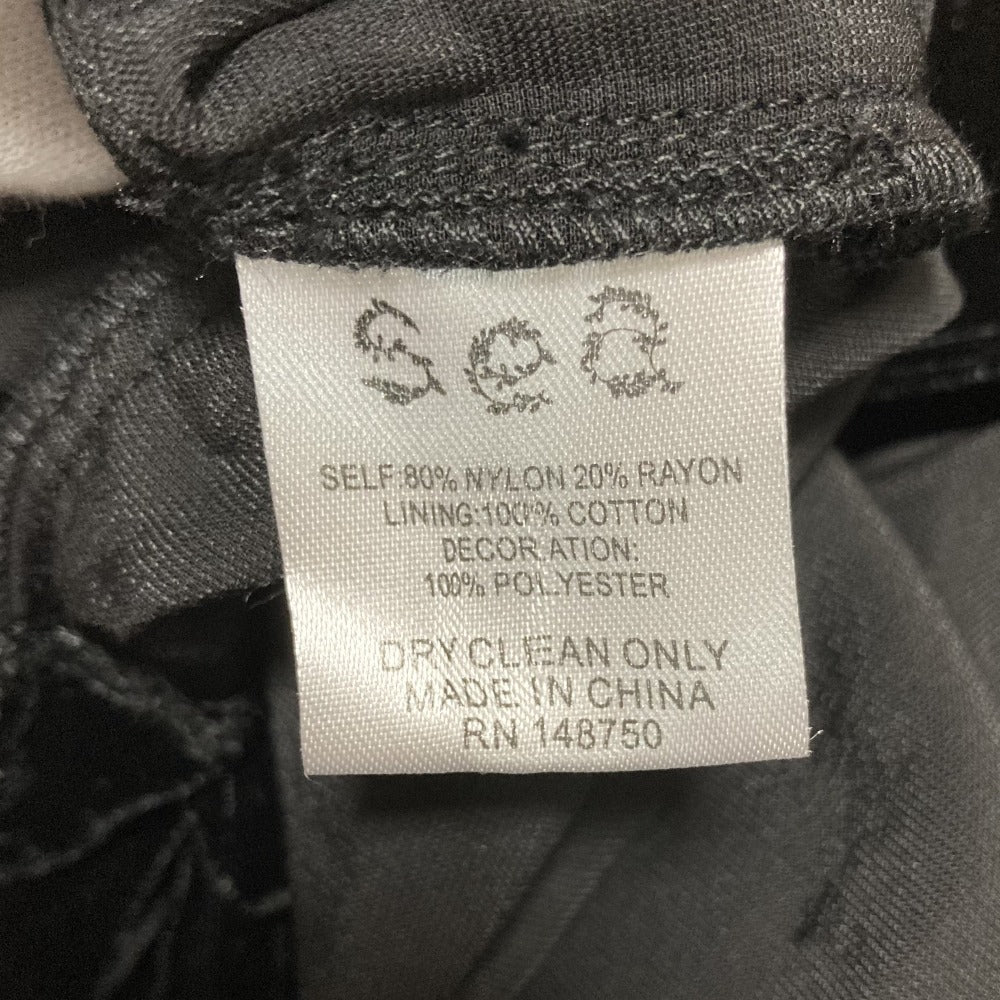 Sea
SELF:80% NYLON 20% RAYON
LINING:100% COTTON
DECORATION:
100% POLYESTER
DRY CLEAN ONLY
MADE IN CHINA
RN 148750